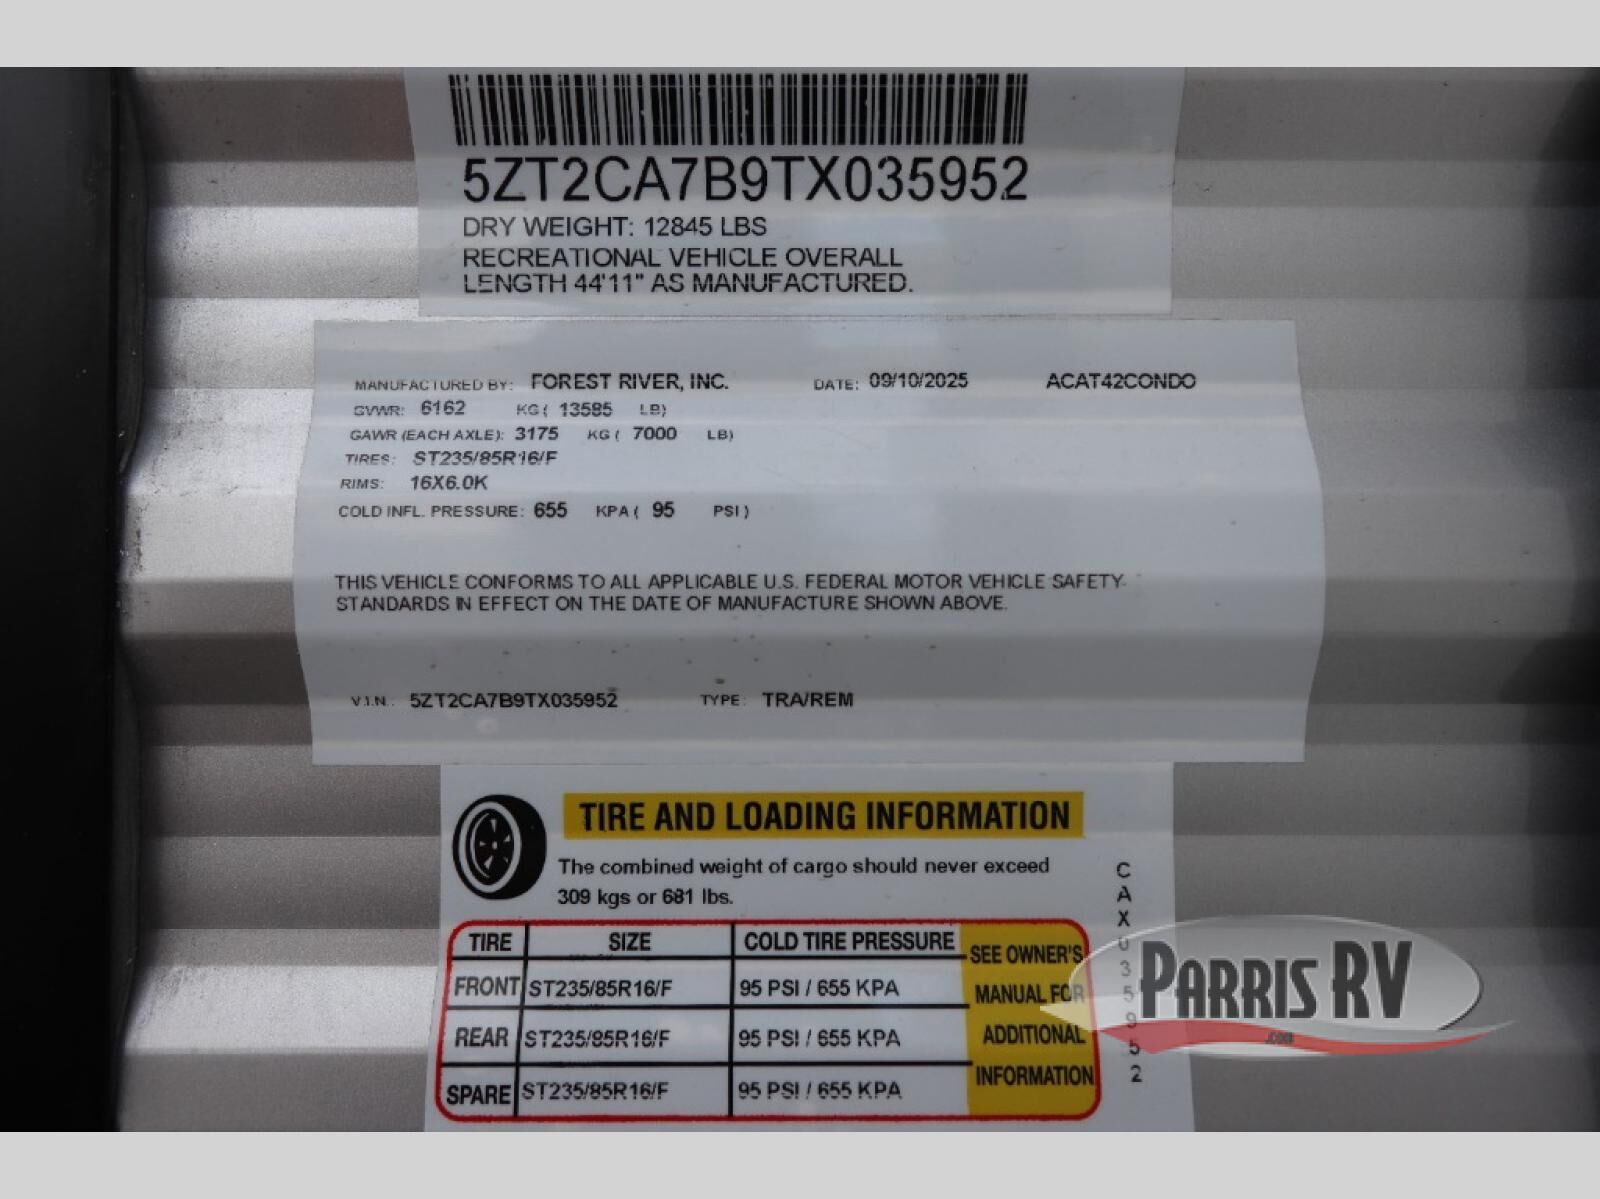 5ZT2CA7B9TX035952
DRY WEIGHT: 12845 LBS
RECREATIONAL VEHICLE OVERALL
LENGTH 44'11" AS MANUFACTURED.
MANUFACTURED BY: FOREST RIVER, INC. DATE: 09/10/2025 ACAT42CONDO
GVWR: 6162 KG ( 13585 LB)
GAWR (EACH AXLE): 3175 KG ( 7000 LB)
TIRES: ST235/85R16/F
RIMS: 16X6.0K
COLD INFL. PRESSURE: 655 KPA ( 95 PSI )
THIS VEHICLE CONFORMS TO ALL APPLICABLE U.S. FEDERAL MOTOR VEHICLE SAFETY
STANDARDS IN EFFECT ON THE DATE OF MANUFACTURE SHOWN ABOVE.
V.I.N.: 5ZT2CA7B9TX035952 TYPE: TRA/REM
TIRE AND LOADING INFORMATION
The combined weight of cargo should never exceed
309 kgs or 681 lbs.
TIRE SIZE COLD TIRE PRESSURE
FRONT ST235/85R16/F 95 PSI / 655 KPA
REAR ST235/85R16/F 95 PSI / 655 KPA
SPARE ST235/85R16/F 95 PSI / 655 KPA
SEE OWNER'S
MANUAL FOR
ADDITIONAL
INFORMATION
CAX035952
PARRIS RV
.com